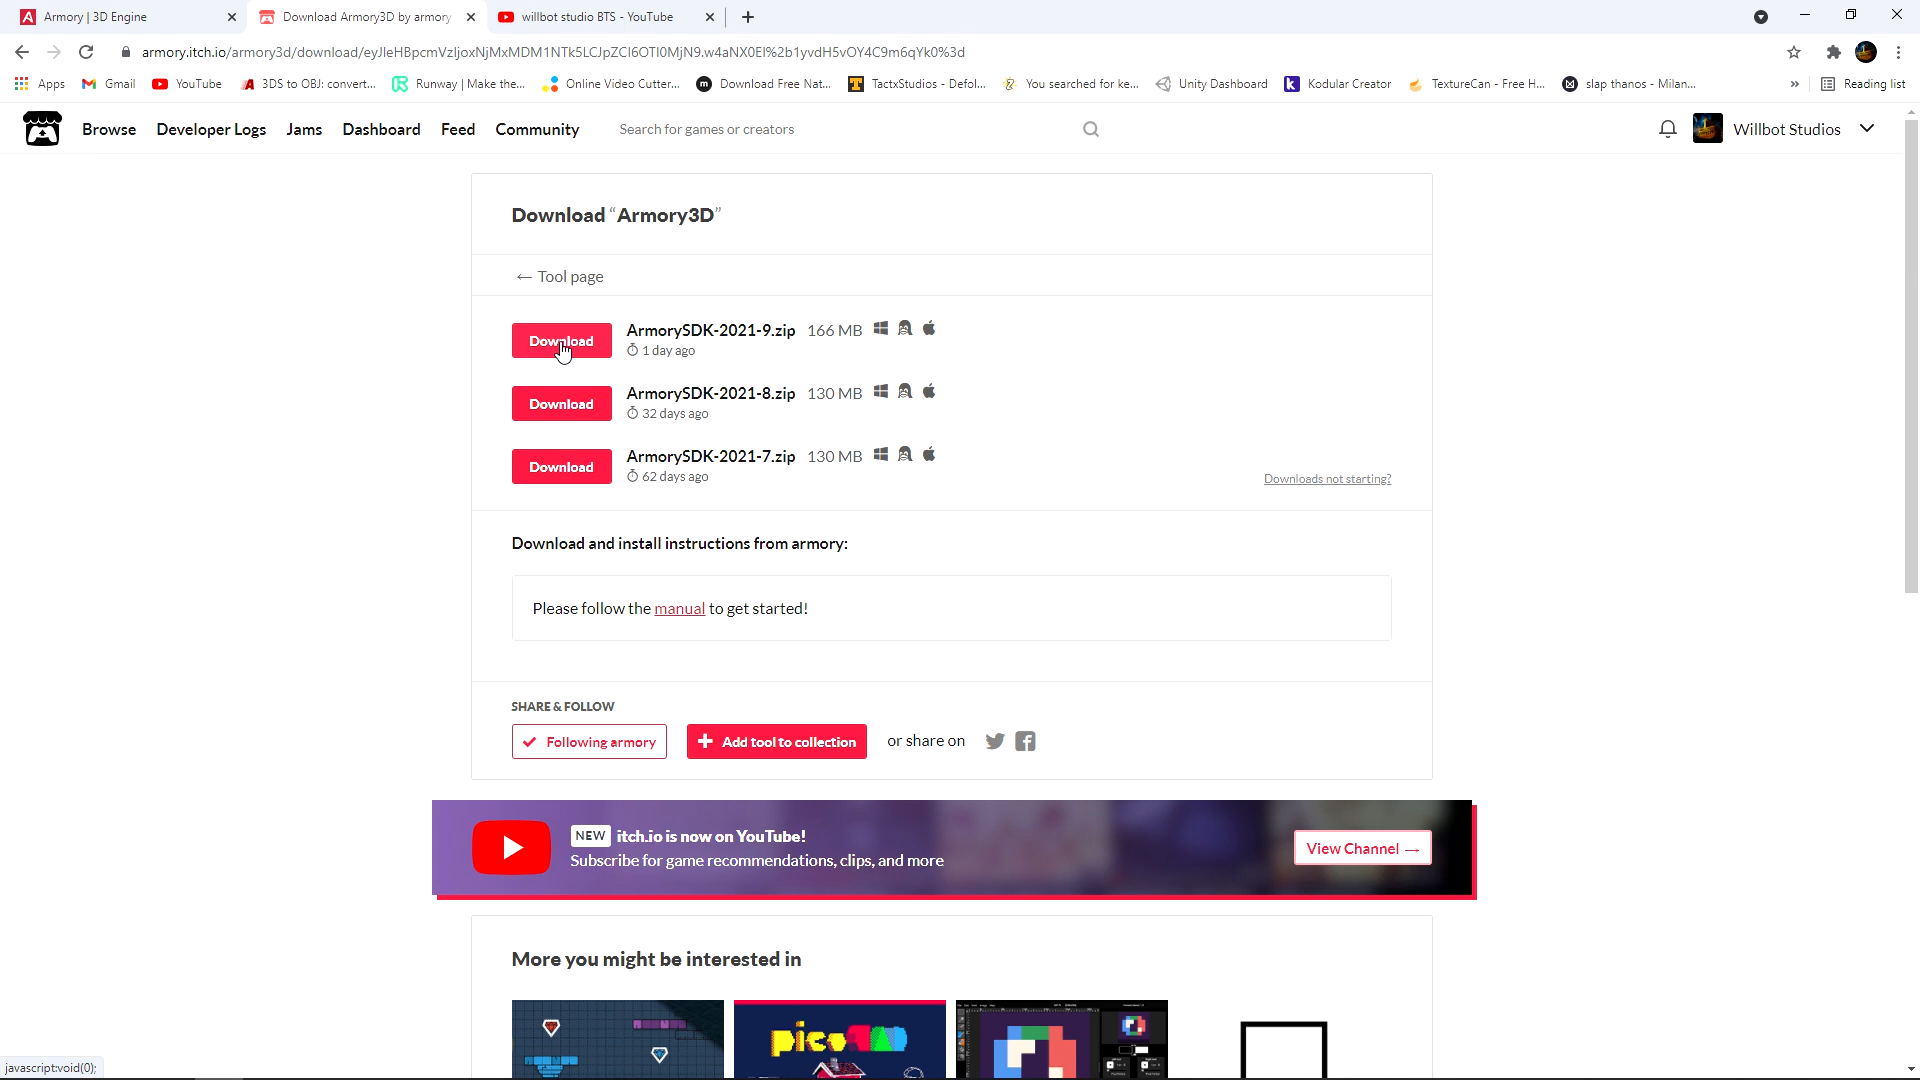 Armory | 3D Engine
Download Armory3D by armory
willbot studio BTS - YouTube
armory.itch.io/armory3d/download/eyJleHBpcmVzIjoxNjMxMDM1NTk5LCJpZCI6OTI0MjN9.w4aNX0EI%2b1yvdH5vOY4C9m6qYk0%3d
Apps
Gmail
YouTube
3DS to OBJ: convert...
Runway | Make the...
Online Video Cutter...
Download Free Nat...
TactxStudios - Defol...
You searched for ke...
Unity Dashboard
Kodular Creator
TextureCan - Free H...
slap thanos - Milan...
»
Reading list
Browse
Developer Logs
Jams
Dashboard
Feed
Community
Search for games or creators
Willbot Studios
Download “Armory3D”
← Tool page
Download ArmorySDK-2021-9.zip 166 MB
1 day ago
Download ArmorySDK-2021-8.zip 130 MB
32 days ago
Download ArmorySDK-2021-7.zip 130 MB
62 days ago
Downloads not starting?
Download and install instructions from armory:
Please follow the manual to get started!
SHARE & FOLLOW
Following armory
Add tool to collection
or share on
NEW itch.io is now on YouTube!
Subscribe for game recommendations, clips, and more
View Channel →
More you might be interested in
javascript:void(0);